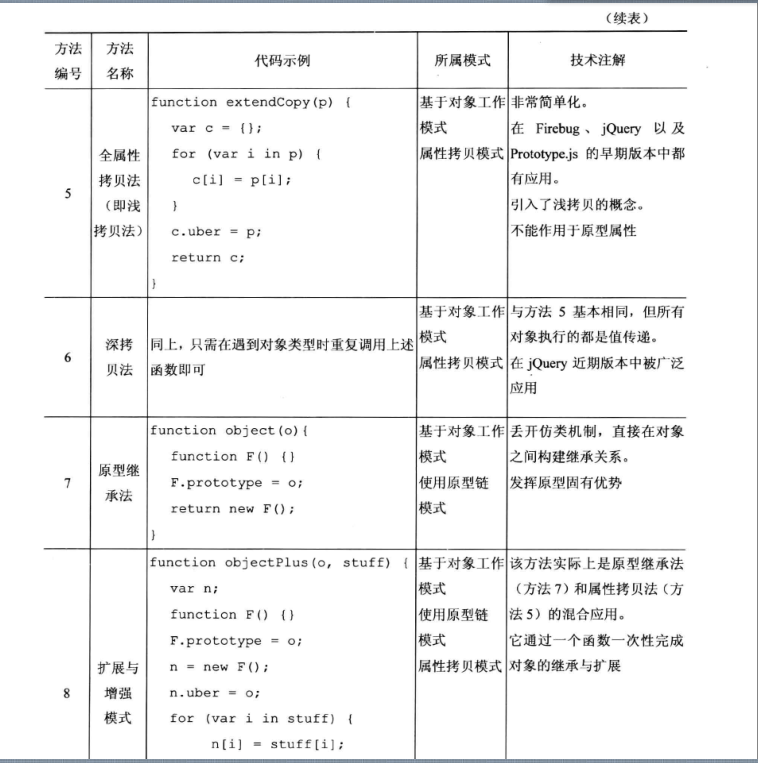 （续表）
方法
编号
方法
名称
代码示例
所属模式
技术注解
5
全属性
拷贝法
（即浅
拷贝法）
function extendCopy(p) {
var c = {};
for (var i in p) {
c[i] = p[i];
}
c.uber = p;
return c;
}
基于对象工作
模式
属性拷贝模式
非常简单化。
在 Firebug、jQuery 以及
Prototype.js 的早期版本中都
有应用。
引入了浅拷贝的概念。
不能作用于原型属性
6
深拷
贝法
同上，只需在遇到对象类型时重复调用上述
函数即可
基于对象工作
模式
属性拷贝模式
与方法 5 基本相同，但所有
对象执行的都是值传递。
在 jQuery 近期版本中被广泛
应用
7
原型继
承法
function object(o){
function F() {}
F.prototype = o;
return new F();
}
基于对象工作
模式
使用原型链
模式
丢开仿类机制，直接在对象
之间构建继承关系。
发挥原型固有优势
8
扩展与
增强
模式
function objectPlus(o, stuff) {
var n;
function F() {}
F.prototype = o;
n = new F();
n.uber = o;
for (var i in stuff) {
n[i] = stuff[i];
基于对象工作
模式
使用原型链
模式
属性拷贝模式
该方法实际上是原型继承法
（方法 7）和属性拷贝法（方
法 5）的混合应用。
它通过一个函数一次性完成
对象的继承与扩展